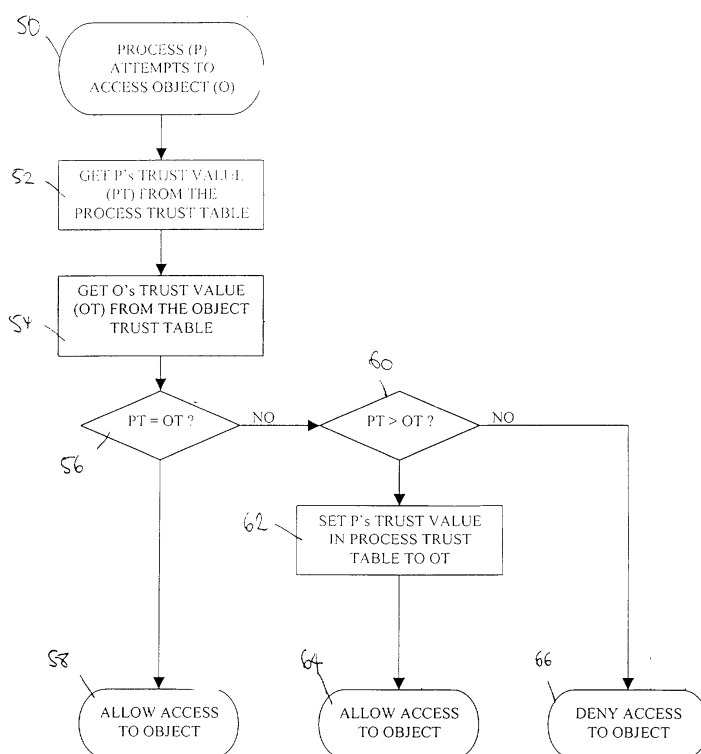 50
PROCESS (P)
ATTEMPTS TO
ACCESS OBJECT (O)
52
GET P's TRUST VALUE
(PT) FROM THE
PROCESS TRUST TABLE
54
GET O's TRUST VALUE
(OT) FROM THE OBJECT
TRUST TABLE
56
PT = OT ?
NO
60
PT > OT ?
NO
62
SET P's TRUST VALUE
IN PROCESS TRUST
TABLE TO OT
58
ALLOW ACCESS
TO OBJECT
64
ALLOW ACCESS
TO OBJECT
66
DENY ACCESS
TO OBJECT